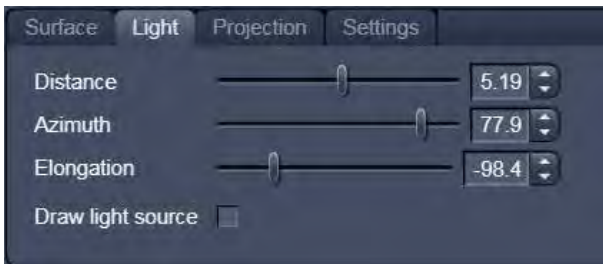 Surface Light Projection Settings
Distance 5.19
Azimuth 77.9
Elongation -98.4
Draw light source